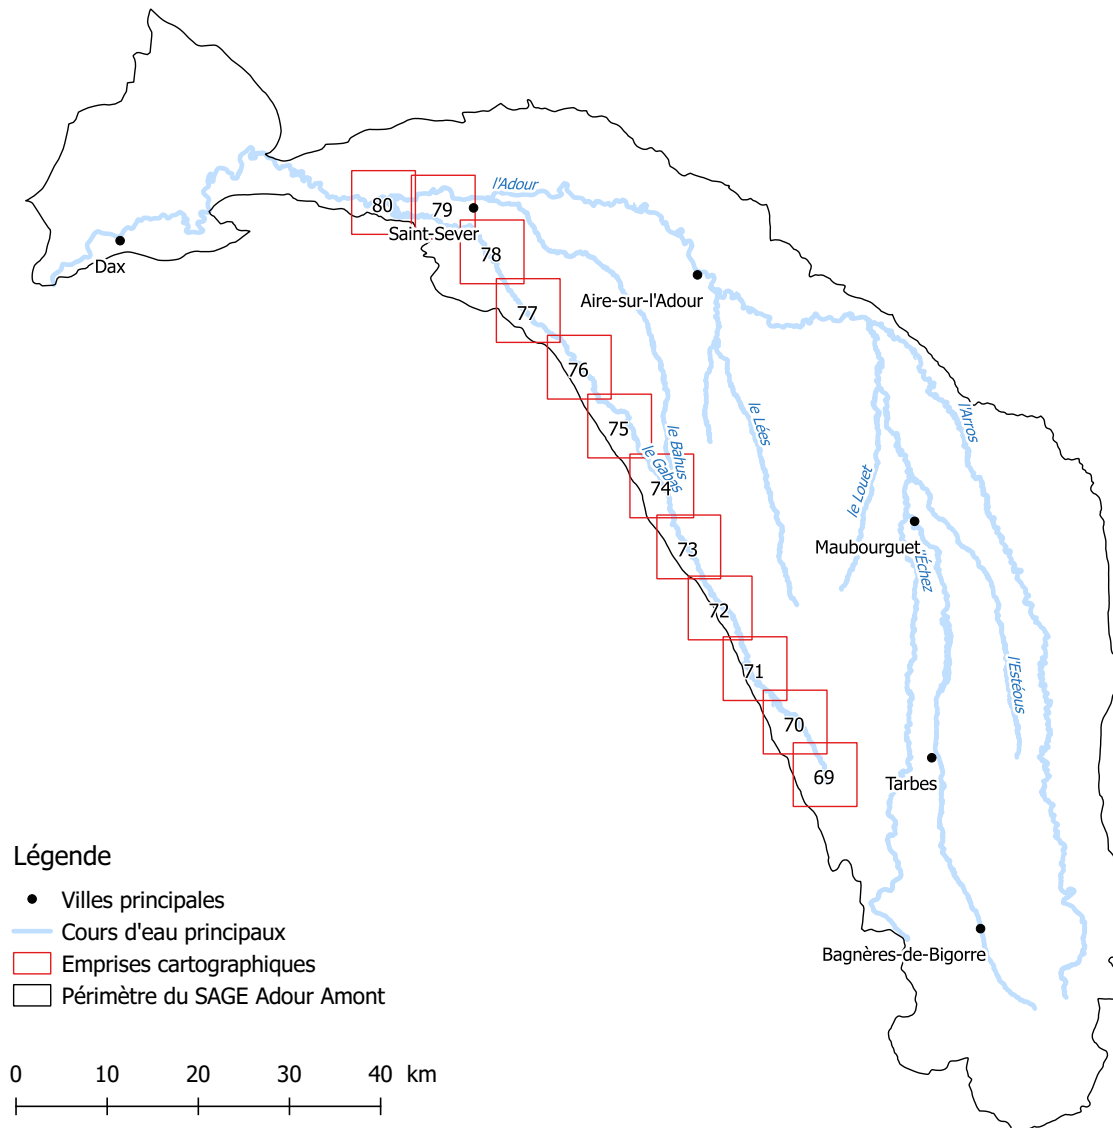 l'Adour
80
79
Saint-Sever
78
Dax
Aire-sur-l'Adour
77
76
75
le Bahus
le Gabas
le Lées
l'Arros
74
le Louet
73
Maubourguet
l'Échez
72
71
l'Estéous
70
69
Tarbes
Bagnères-de-Bigorre
Légende
Villes principales
Cours d'eau principaux
Emprises cartographiques
Périmètre du SAGE Adour Amont
0 10 20 30 40 km